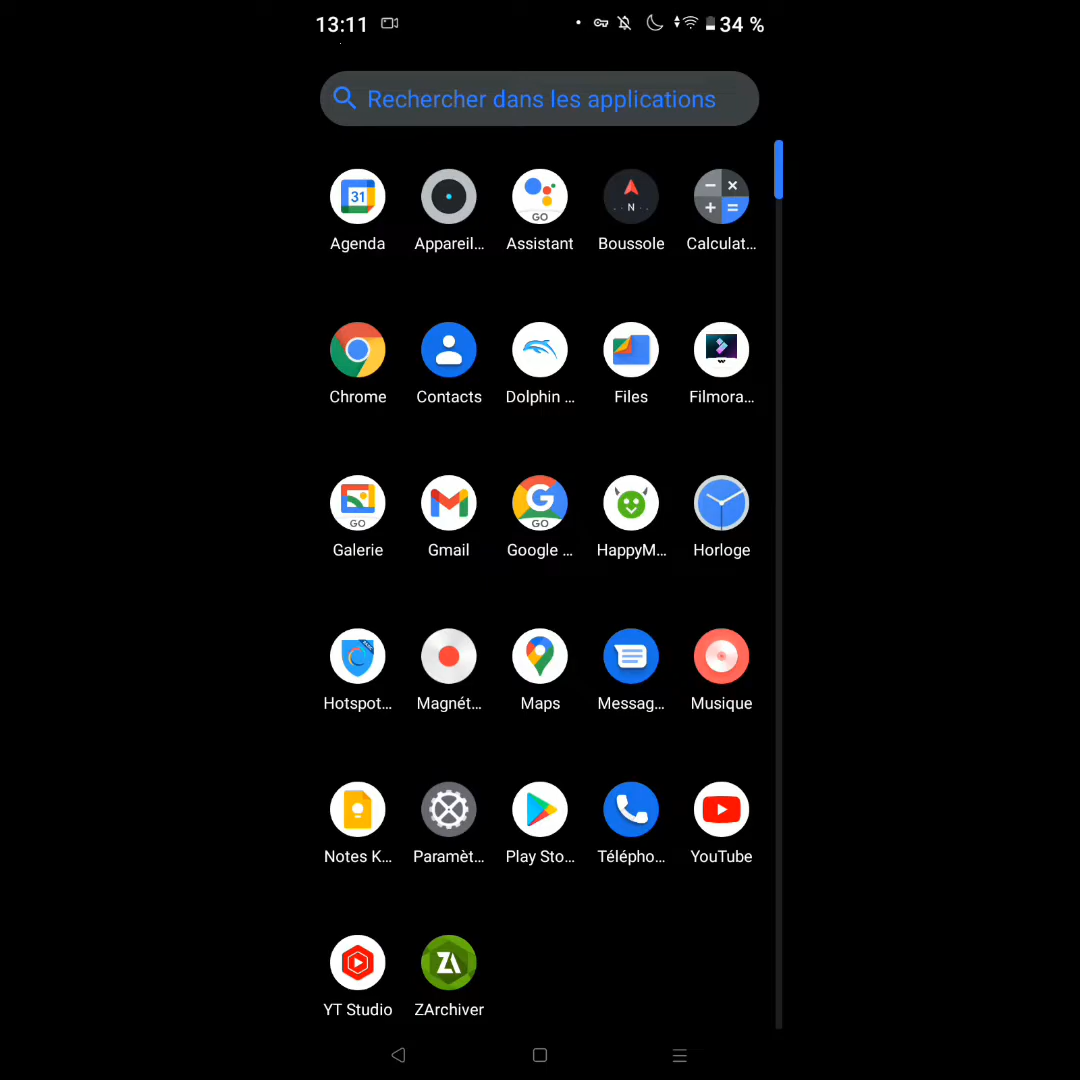 13:11 34 %
Rechercher dans les applications
31 GO N
Agenda Appareil... Assistant Boussole Calculat...
Chrome Contacts Dolphin ... Files Filmora...
GO GO
Galerie Gmail Google ... HappyM... Horloge
Hotspot... Magnét... Maps Messag... Musique
Notes K... Paramèt... Play Sto... Télépho... YouTube
ZA
YT Studio ZArchiver